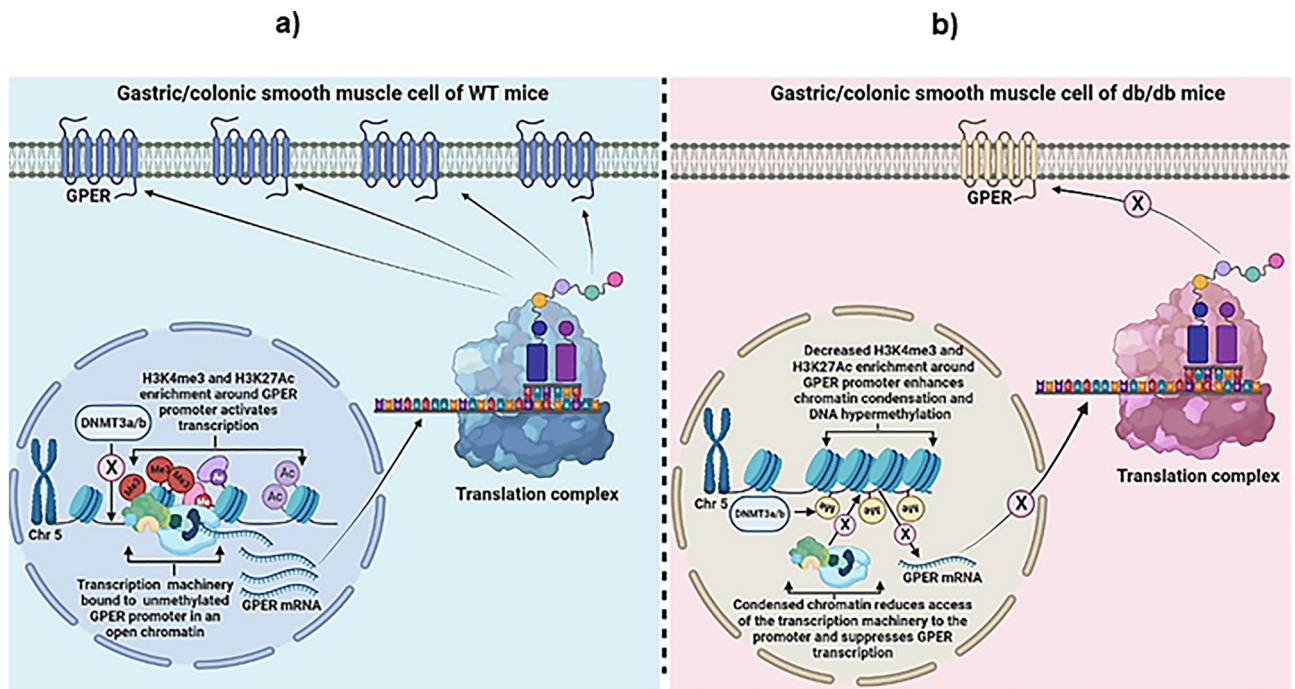 a)
Gastric/colonic smooth muscle cell of WT mice
GPER
H3K4me3 and H3K27Ac
enrichment around GPER
promoter activates
transcription
DNMT3a/b
X
Me3
Me3
Me3
Me
Me
Ac
Ac
Chr 5
Transcription machinery
bound to unmethylated
GPER promoter in an
open chromatin
GPER mRNA
Translation complex
b)
Gastric/colonic smooth muscle cell of db/db mice
GPER
X
Decreased H3K4me3 and
H3K27Ac enrichment around
GPER promoter enhances
chromatin condensation and
DNA hypermethylation
Chr 5
DNMT3a/b
Me
Me
Me
X
X
X
GPER mRNA
Condensed chromatin reduces access
of the transcription machinery to the
promoter and suppresses GPER
transcription
Translation complex